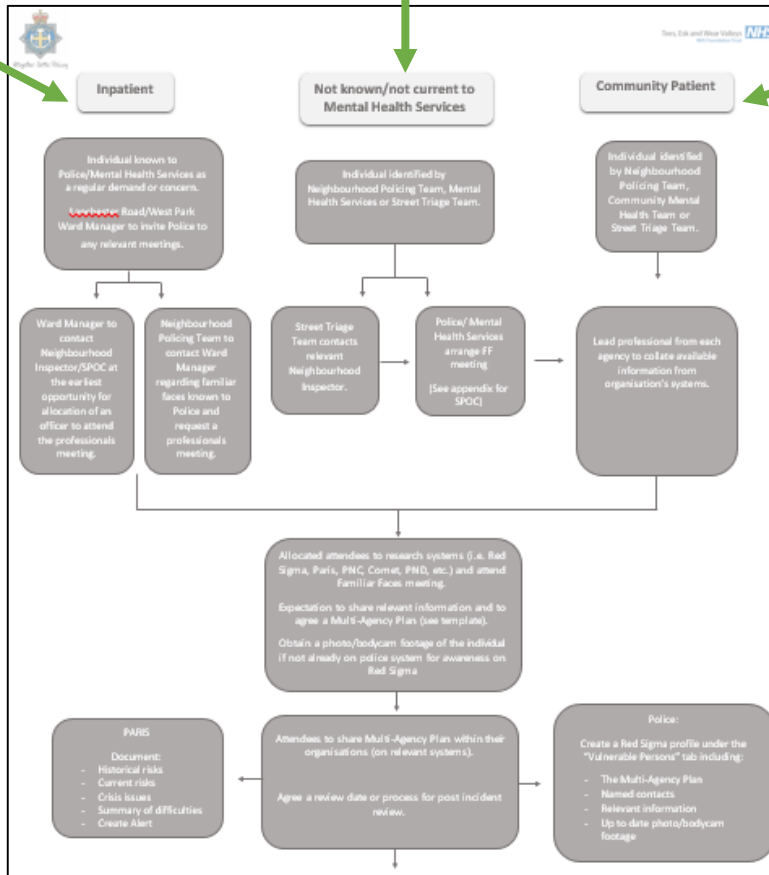 Tees, Esk and Wear Valleys NHS
NHS Foundation Trust
Inpatient
Not known/not current to
Mental Health Services
Community Patient
Individual known to
Police/Mental Health Services as
a regular demand or concern.
Lanchester Road/West Park
Ward Manager to invite Police to
any relevant meetings.
Individual identified by
Neighbourhood Policing Team, Mental
Health Services or Street Triage Team.
Individual identified
by Neighbourhood
Policing Team,
Community Mental
Health Team or
Street Triage Team.
Ward Manager to
contact
Neighbourhood
Inspector/SPOC at
the earliest
opportunity for
allocation of an
officer to attend
the professionals
meeting.
Neighbourhood
Policing Team to
contact Ward
Manager
regarding familiar
faces known to
Police and
request a
professionals
meeting.
Street Triage
Team contacts
relevant
Neighbourhood
Inspector.
Police/ Mental
Health Services
arrange FF
meeting
(See appendix for
SPOC)
Lead professional from each
agency to collate available
information from
organisation's systems.
Allocated attendees to research systems (i.e. Red
Sigma, Paris, PNC, Comet, PND, etc.) and attend
Familiar Faces meeting.
Expectation to share relevant information and to
agree a Multi-Agency Plan (see template).
Obtain a photo/bodycam footage of the individual
if not already on police system for awareness on
Red Sigma
PARIS
Document:
- Historical risks
- Current risks
- Crisis issues
- Summary of difficulties
- Create Alert
Attendees to share Multi-Agency Plan within their
organisations (on relevant systems).
Agree a review date or process for post incident
review.
Police:
Create a Red Sigma profile under the
"Vulnerable Persons" tab including:
- The Multi-Agency Plan
- Named contacts
- Relevant information
- Up to date photo/bodycam
footage